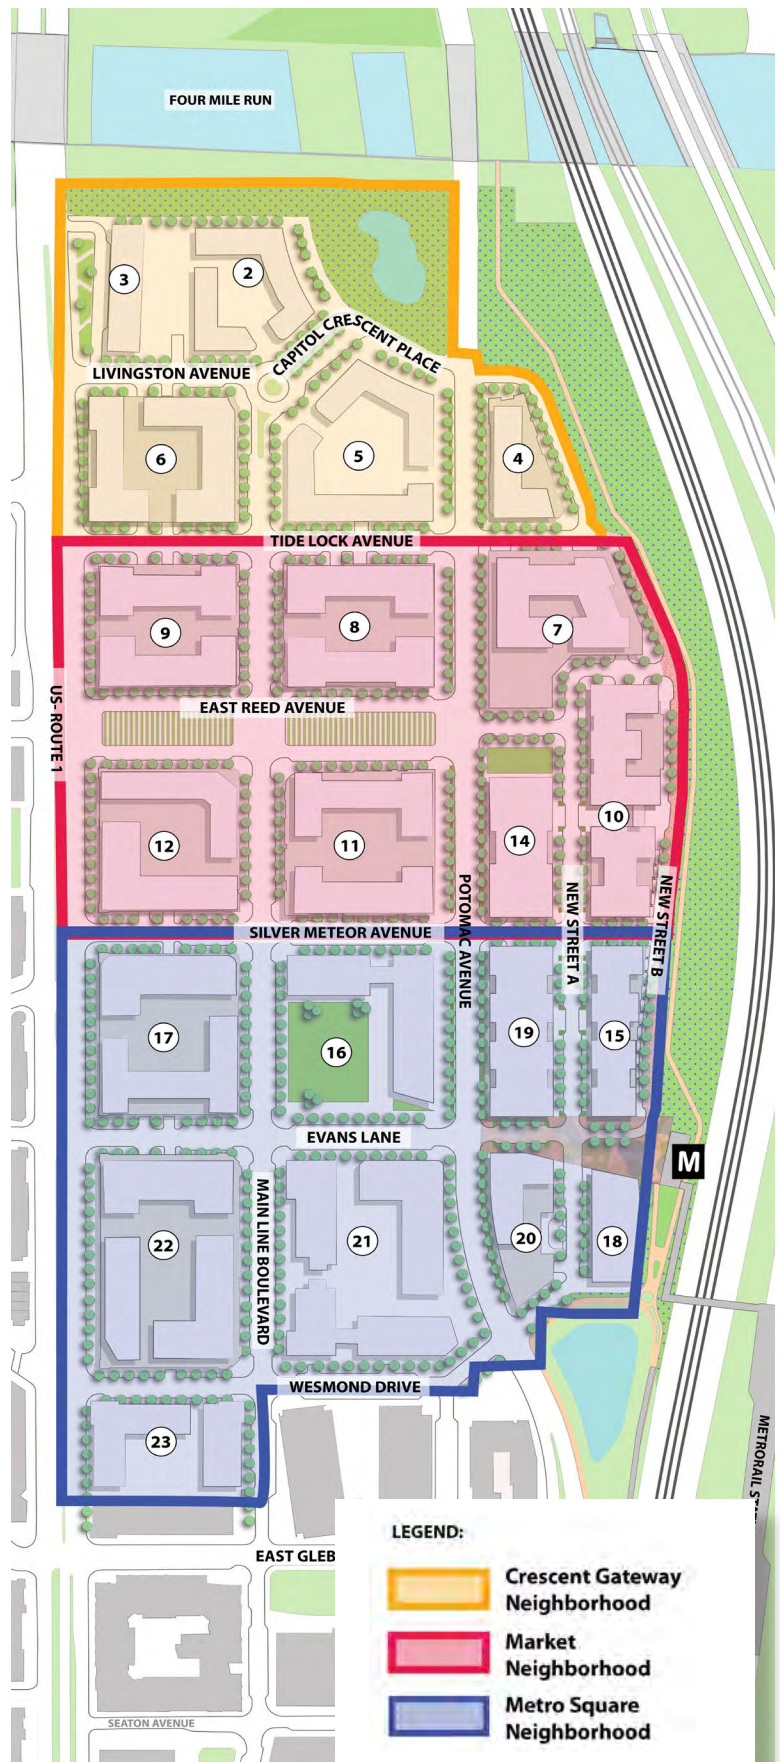 FOUR MILE RUN
3
2
CAPITOL CRESCENT PLACE
LIVINGSTON AVENUE
6
5
4
TIDE LOCK AVENUE
9
8
7
US- ROUTE 1
EAST REED AVENUE
10
12
11
14
POTOMAC AVENUE
NEW STREET A
NEW STREET B
SILVER METEOR AVENUE
17
16
19
15
EVANS LANE
M
MAIN LINE BOULEVARD
22
21
20
18
WESMOND DRIVE
23
METRORAIL
EAST GLEB
LEGEND:
Crescent Gateway
Neighborhood
Market
Neighborhood
Metro Square
Neighborhood
SEATON AVENUE